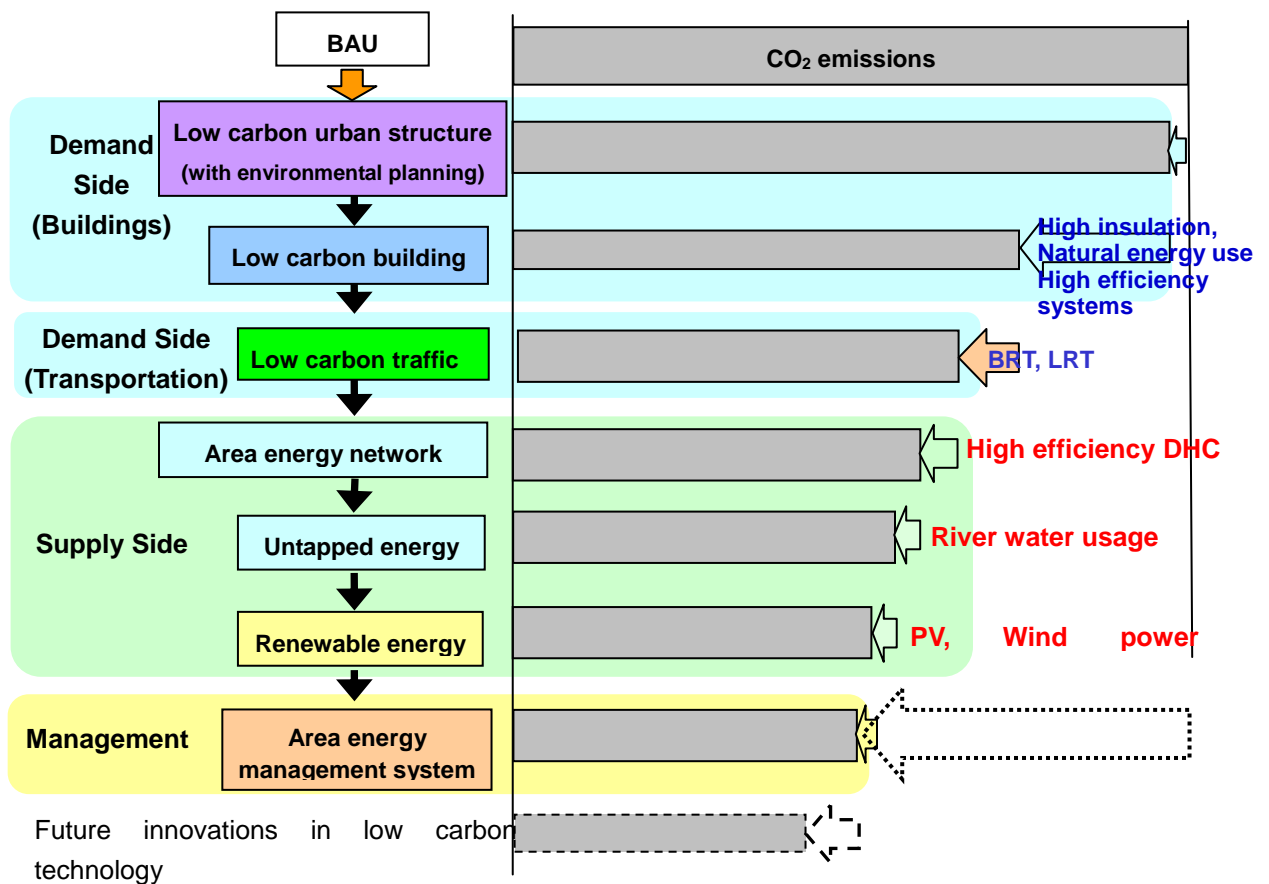 BAU
CO₂ emissions
Demand
Side
(Buildings)
Low carbon urban structure
(with environmental planning)
Low carbon building
High insulation,
Natural energy use
High efficiency
systems
Demand Side
(Transportation)
Low carbon traffic
BRT, LRT
Supply Side
Area energy network
High efficiency DHC
Untapped energy
River water usage
Renewable energy
PV, Wind power
Management
Area energy
management system
Future innovations in low carbon
technology